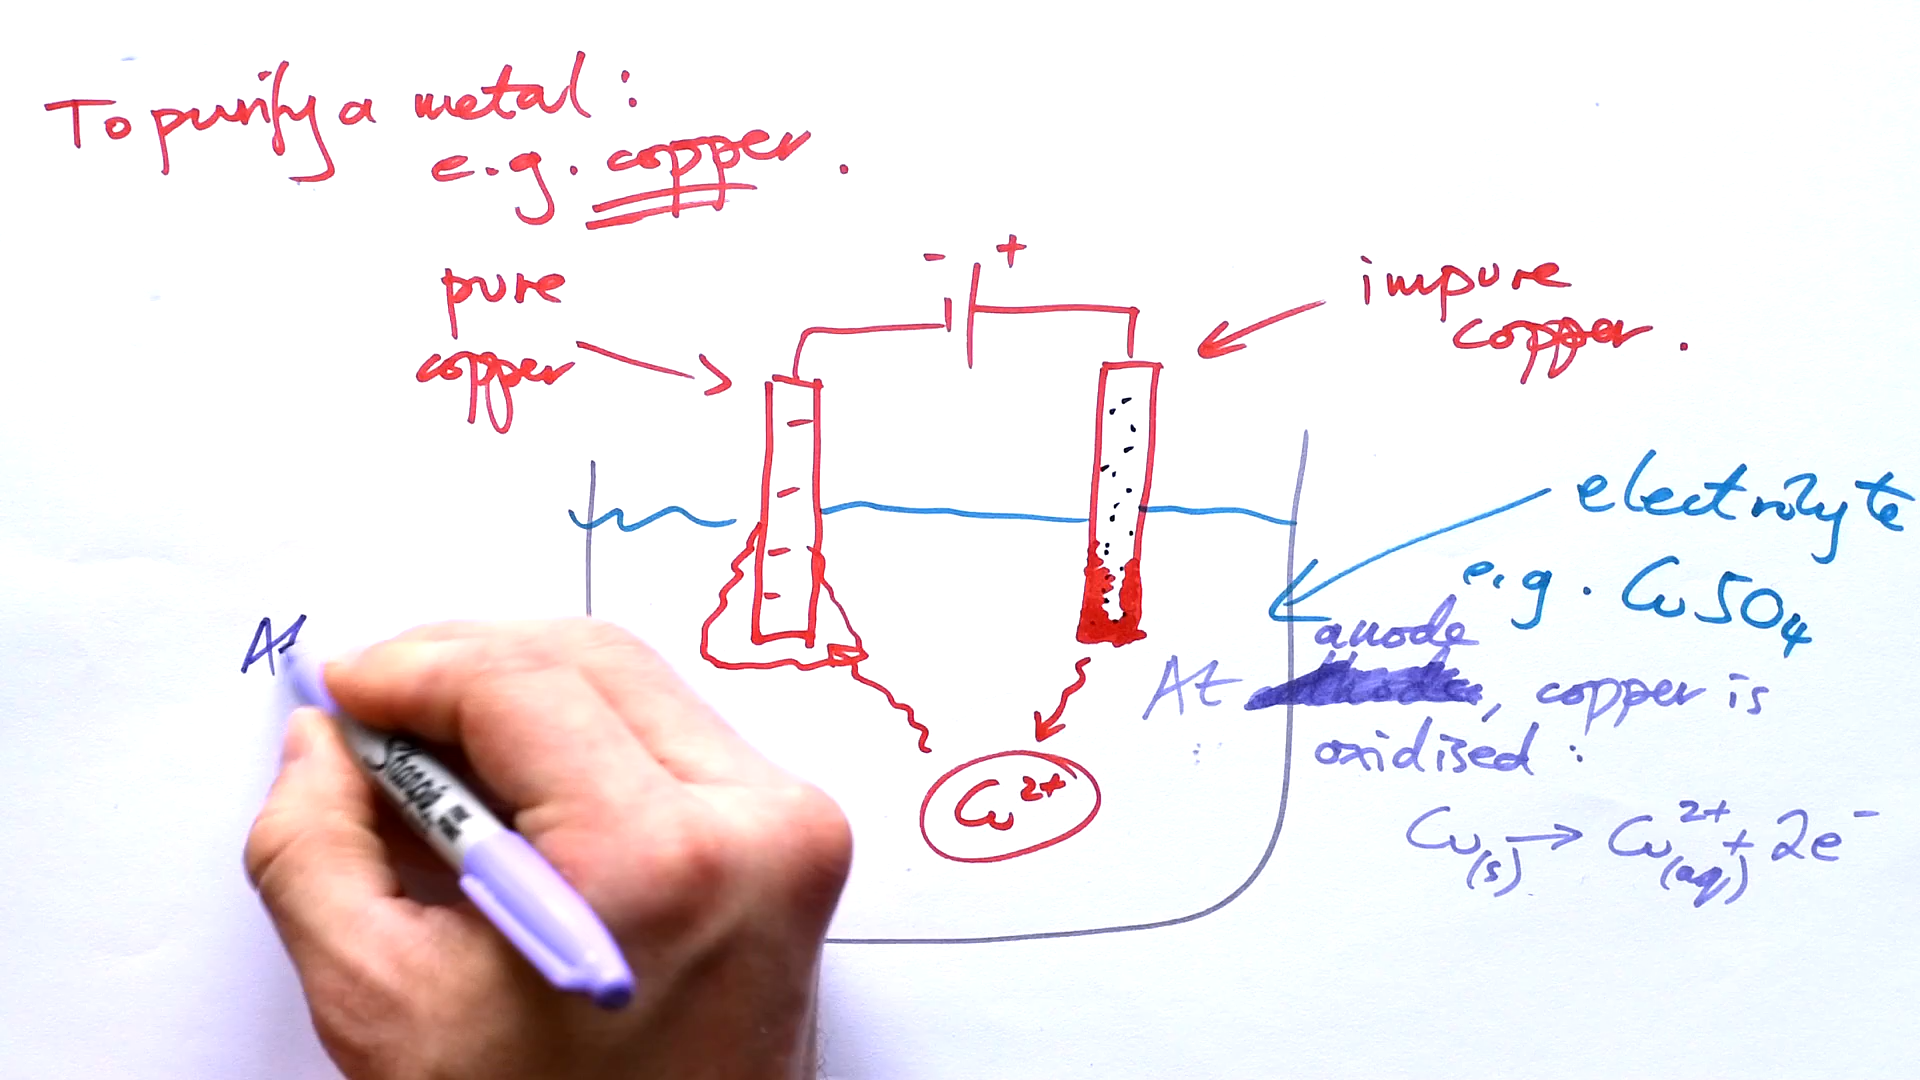 To purify a metal:
e.g. copper.
- +
pure
copper
impure
copper.
electrolyte
e.g. CuSO4
anode
At , copper is
oxidised:
Cu(s) → Cu2+(aq) + 2e-
Cu2+
At
Sharpie